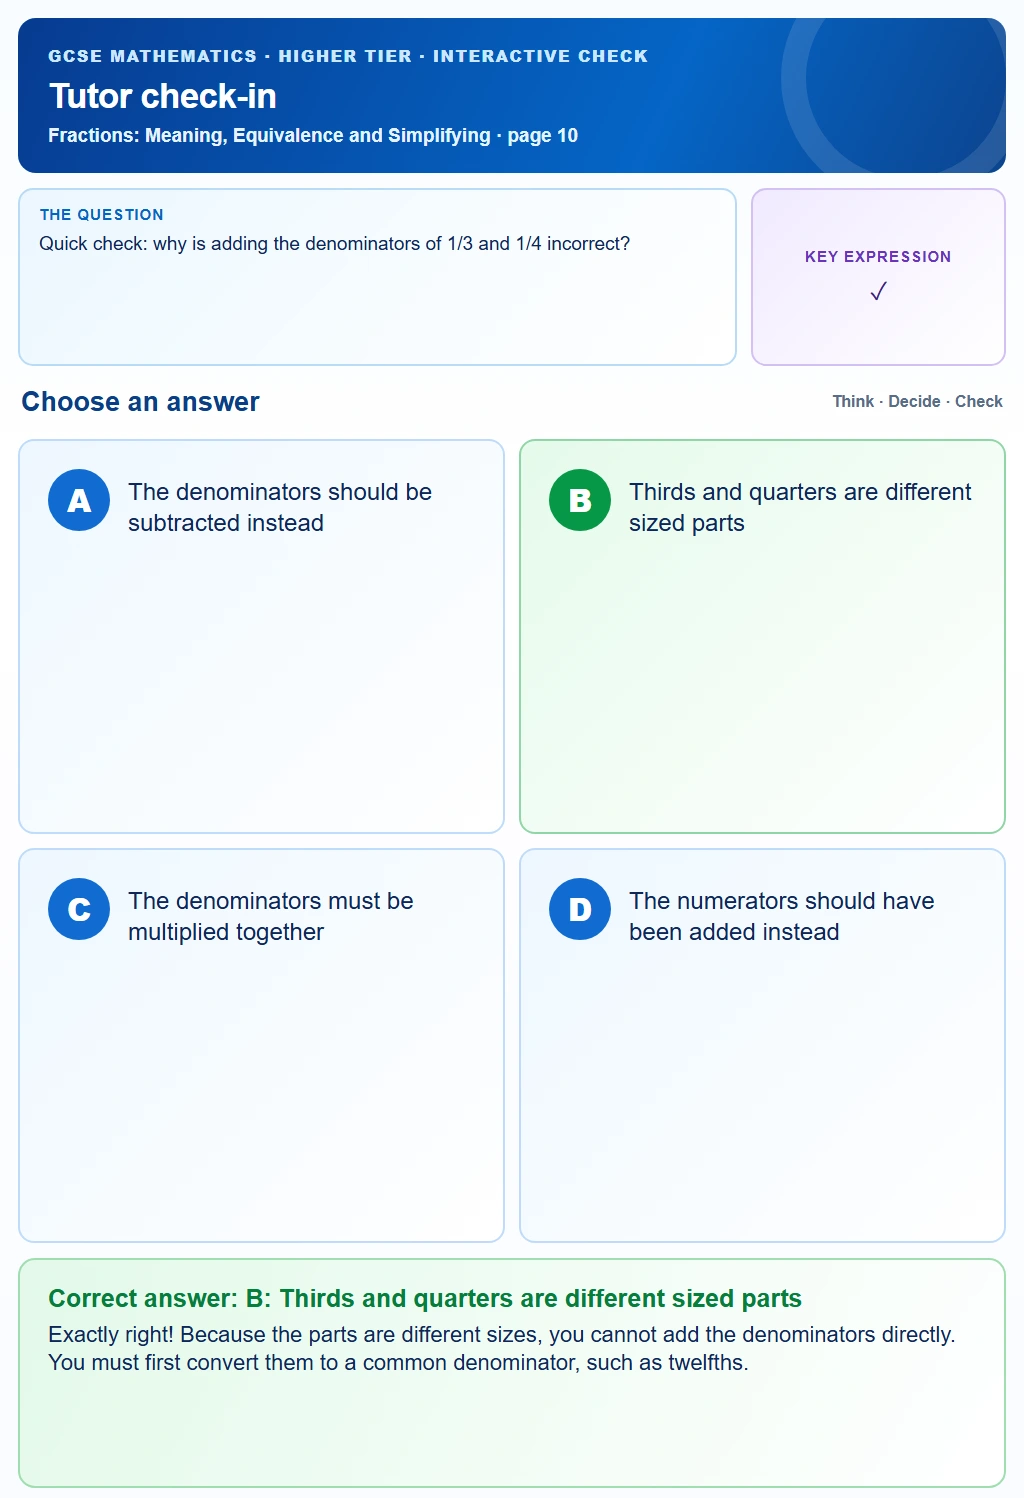 GCSE MATHEMATICS · HIGHER TIER · INTERACTIVE CHECK
Tutor check-in
Fractions: Meaning, Equivalence and Simplifying · page 10
THE QUESTION
Quick check: why is adding the denominators of 1/3 and 1/4 incorrect?
KEY EXPRESSION
✓
Choose an answer
Think · Decide · Check
A
The denominators should be
subtracted instead
B
Thirds and quarters are different
sized parts
C
The denominators must be
multiplied together
D
The numerators should have
been added instead
Correct answer: B: Thirds and quarters are different sized parts
Exactly right! Because the parts are different sizes, you cannot add the denominators directly.
You must first convert them to a common denominator, such as twelfths.